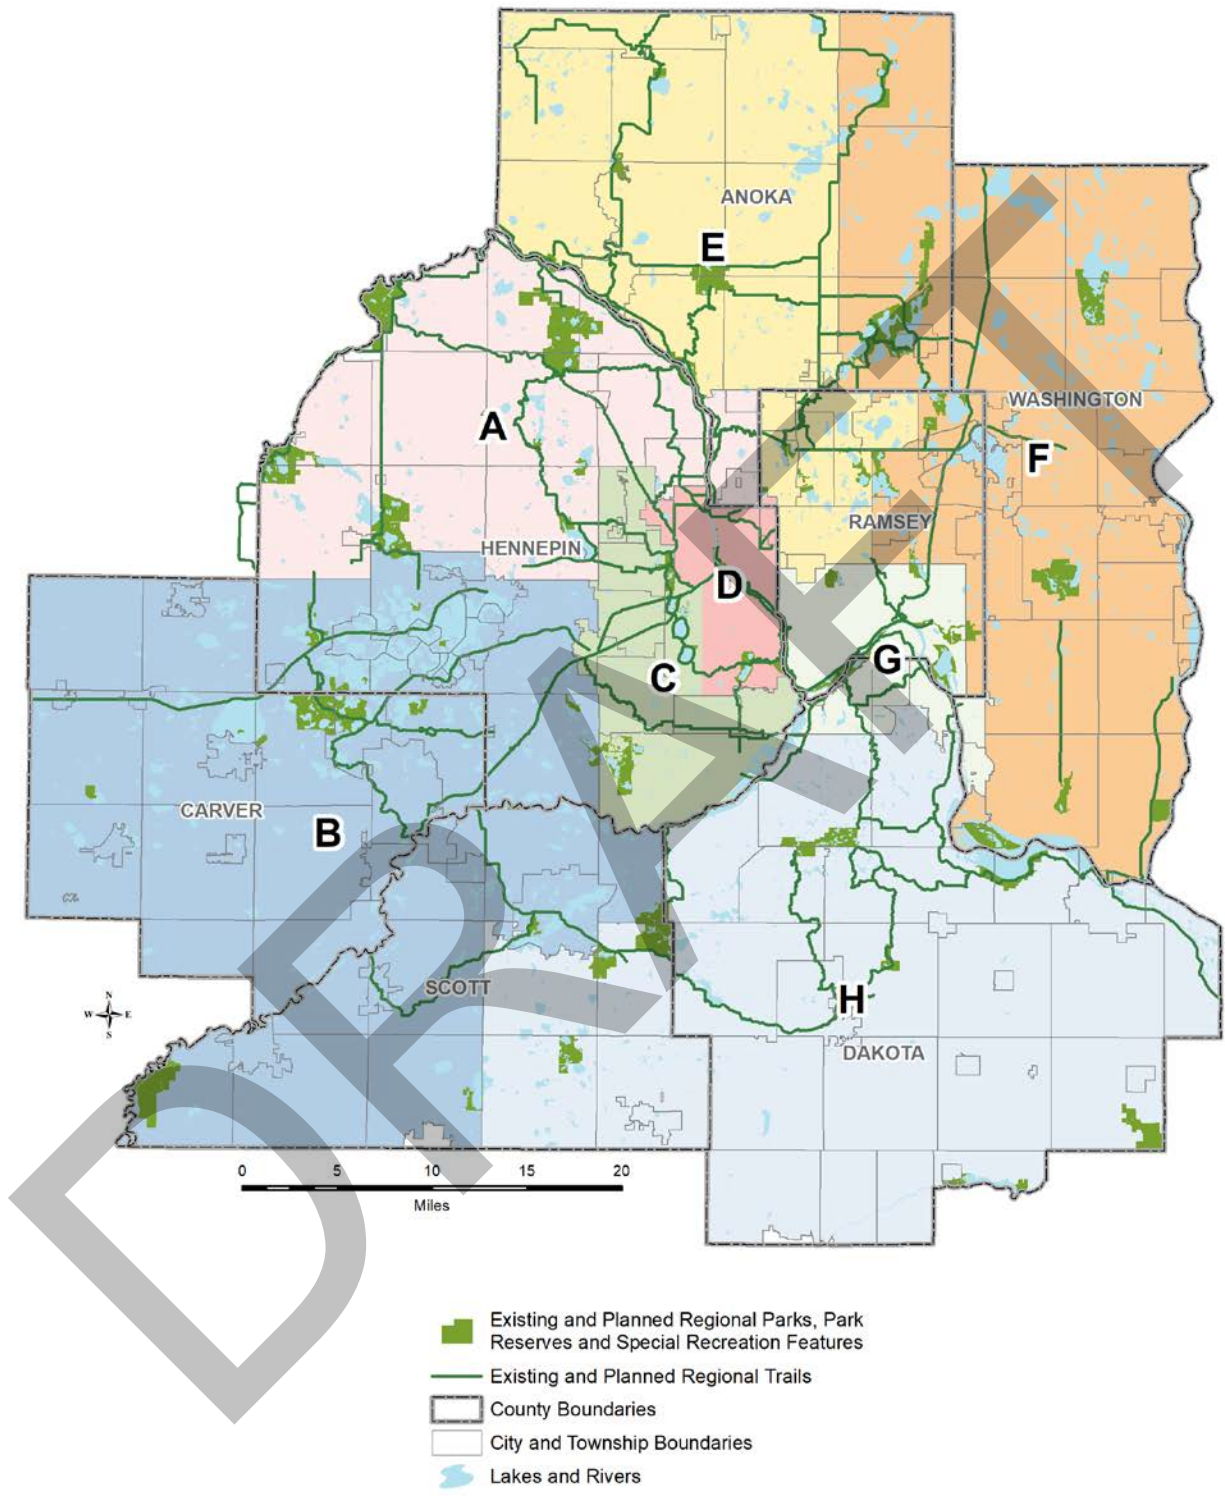 ANOKA
E
WASHINGTON
A
F
RAMSEY
HENNEPIN
D
G
C
CARVER
B
SCOTT
H
DAKOTA
N
W E
S
0 5 10 15 20
Miles
DRAFT
Existing and Planned Regional Parks, Park
Reserves and Special Recreation Features
Existing and Planned Regional Trails
County Boundaries
City and Township Boundaries
Lakes and Rivers